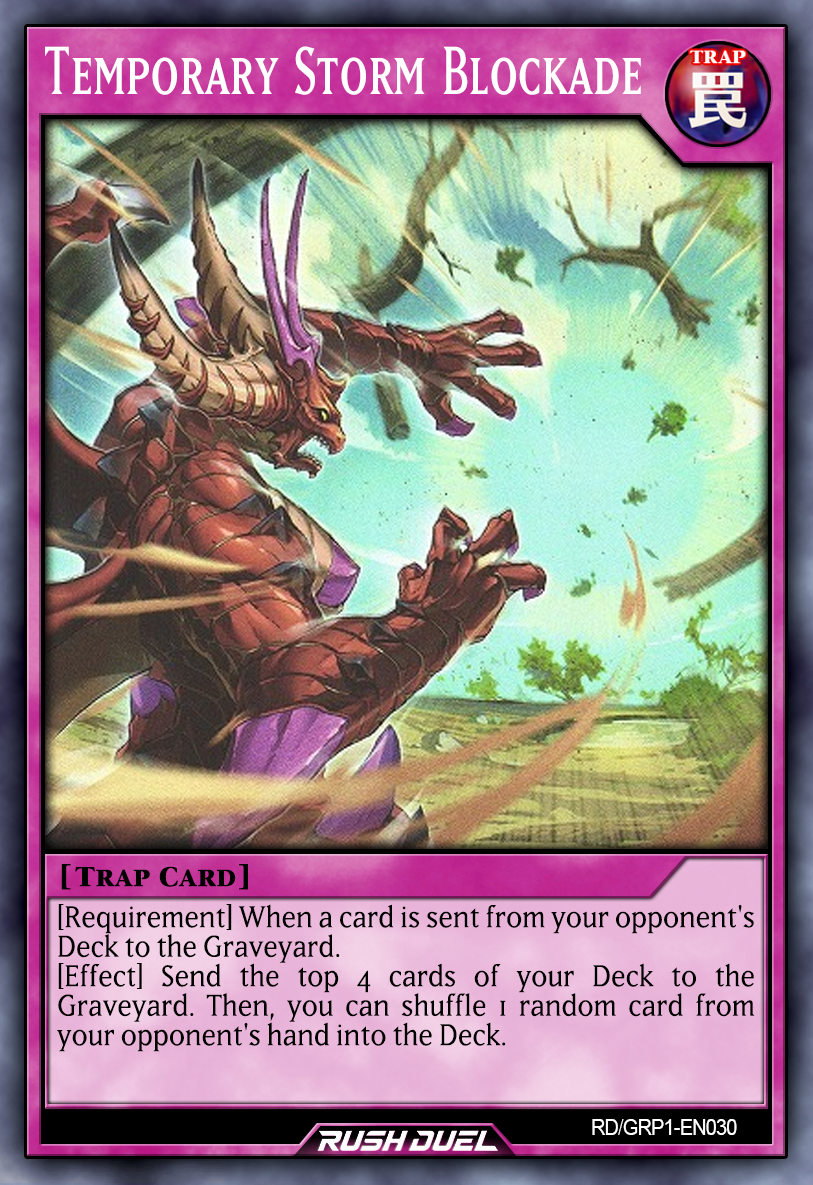 Temporary Storm Blockade
TRAP
罠
[Trap Card]
[Requirement] When a card is sent from your opponent's
Deck to the Graveyard.
[Effect] Send the top 4 cards of your Deck to the
Graveyard. Then, you can shuffle 1 random card from
your opponent's hand into the Deck.
RD/GRP1-EN030
RUSH DUEL